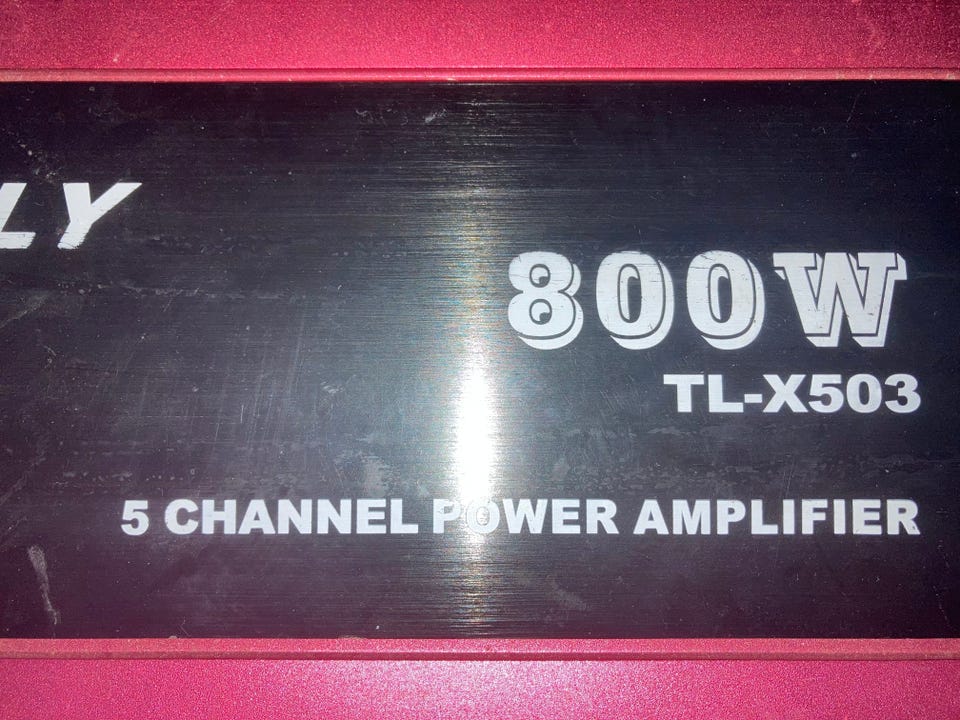 LY
800W
TL-X503
5 CHANNEL POWER AMPLIFIER